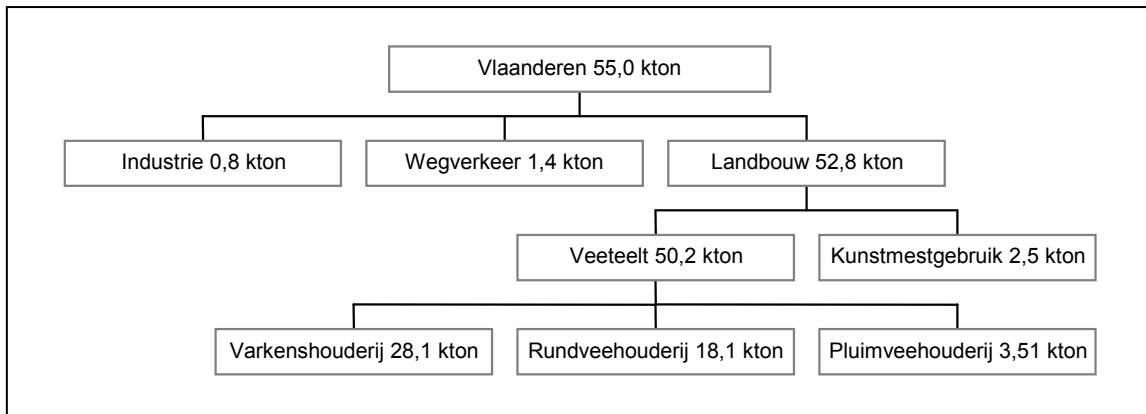 Vlaanderen 55,0 kton
Industrie 0,8 kton
Wegverkeer 1,4 kton
Landbouw 52,8 kton
Veeteelt 50,2 kton
Kunstmestgebruik 2,5 kton
Varkenshouderij 28,1 kton
Rundveehouderij 18,1 kton
Pluimveehouderij 3,51 kton